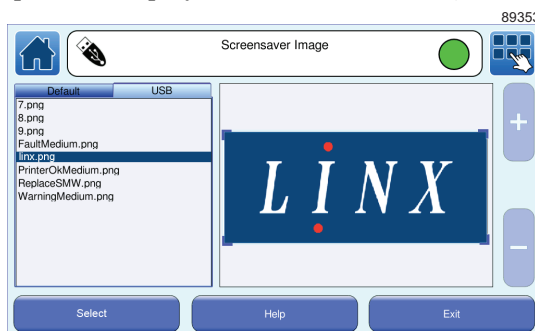 89353
Screensaver Image
Default USB
7.png
8.png
9.png
FaultMedium.png
linx.png
PrinterOkMedium.png
ReplaceSMW.png
WarningMedium.png
LINX
+
−
Select Help Exit